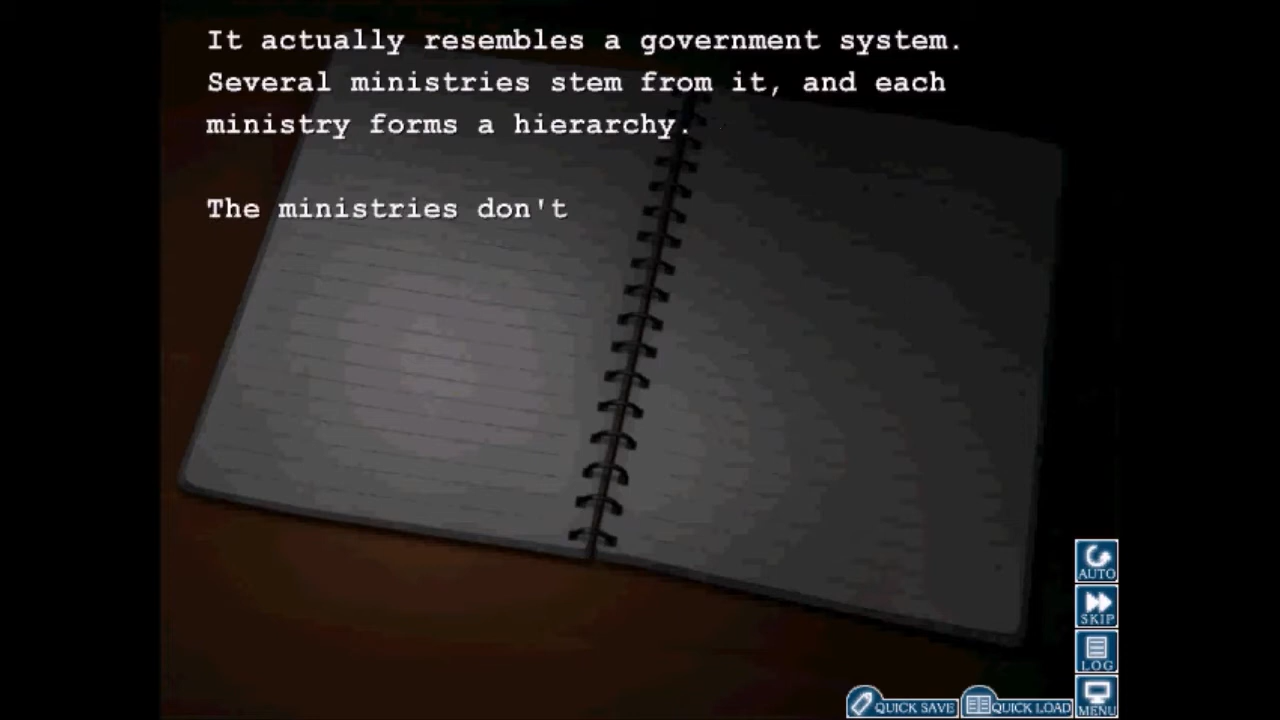 It actually resembles a government system.
Several ministries stem from it, and each
ministry forms a hierarchy.
The ministries don't
AUTO
SKIP
LOG
MENU
QUICK SAVE
QUICK LOAD